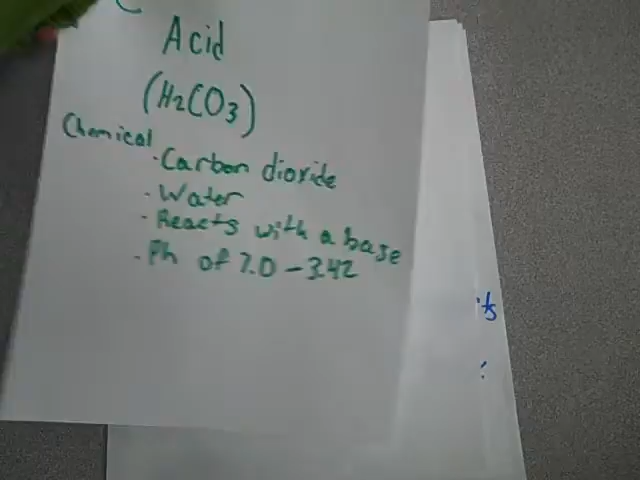 Acid
(H2CO3)
Chemical
·Carbon dioxide
·Water
·Reacts with a base
·Ph of 7.0 - 3.42